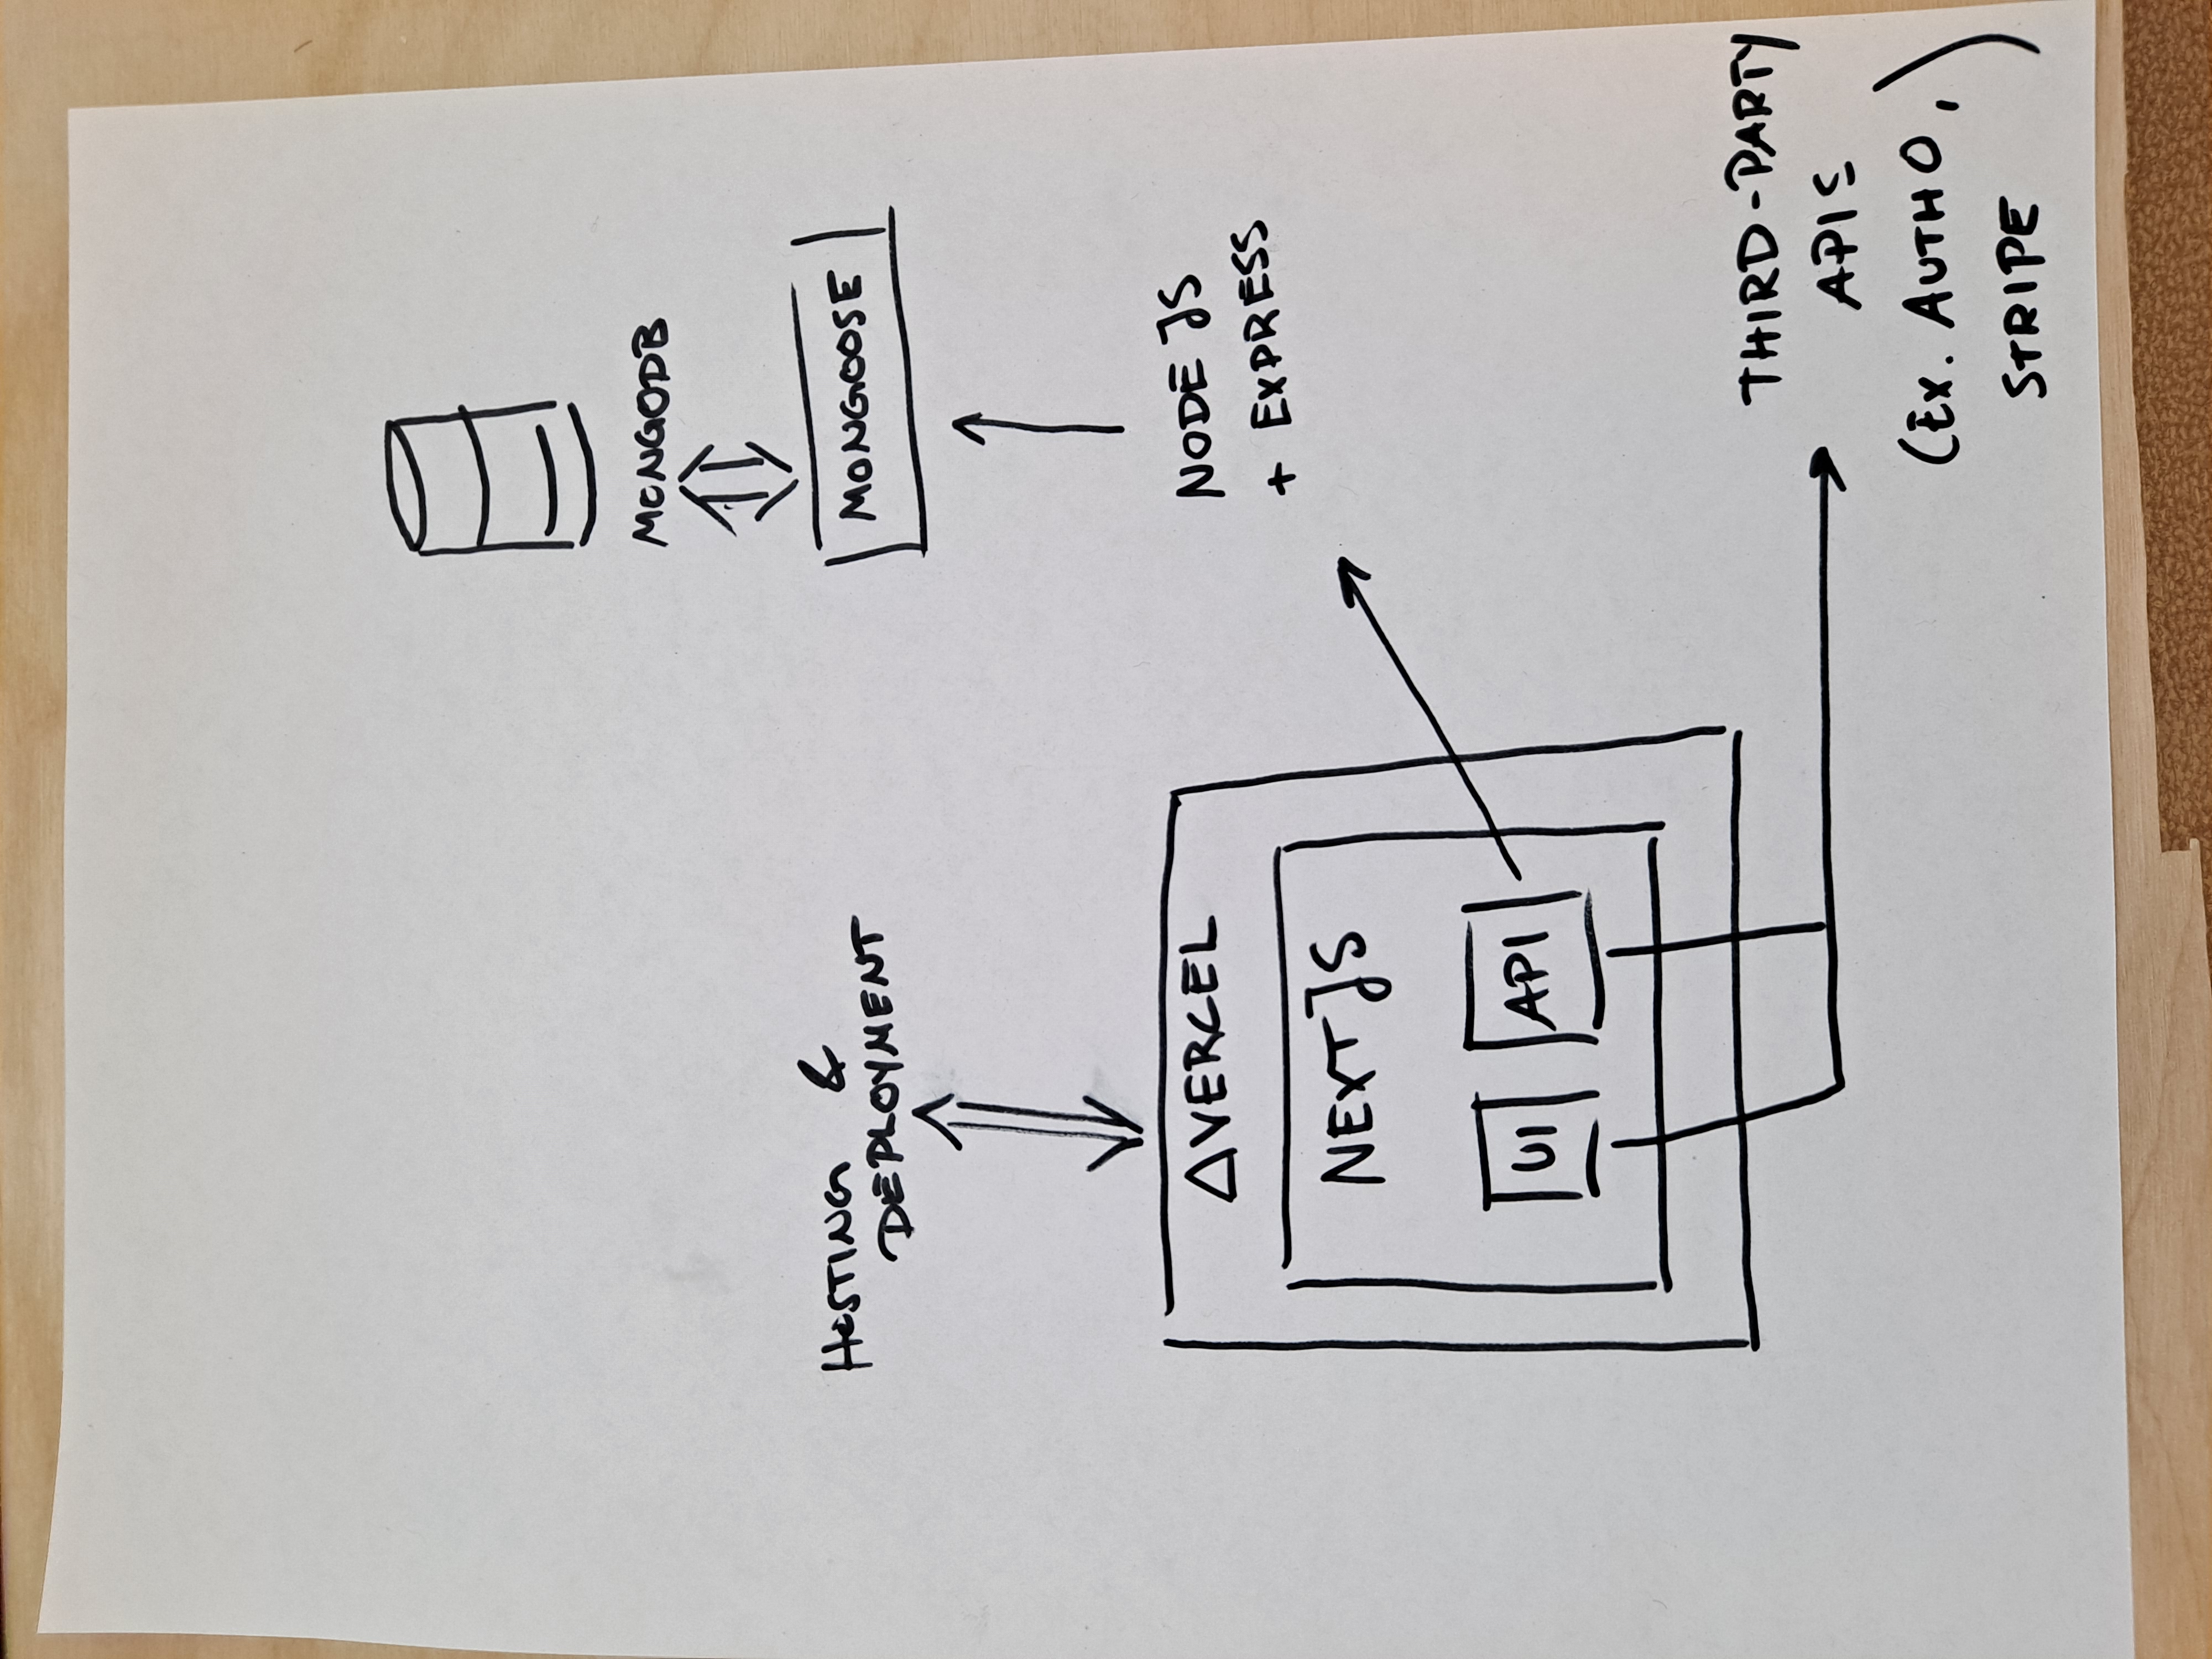 MONGODB
MONGOOSE
HOSTING &
DEPLOYMENT
NODE JS
+ EXPRESS
△VERCEL
NEXT JS
UI
API
THIRD-PARTY
APIS
(EX. AUTH0,
STRIPE)